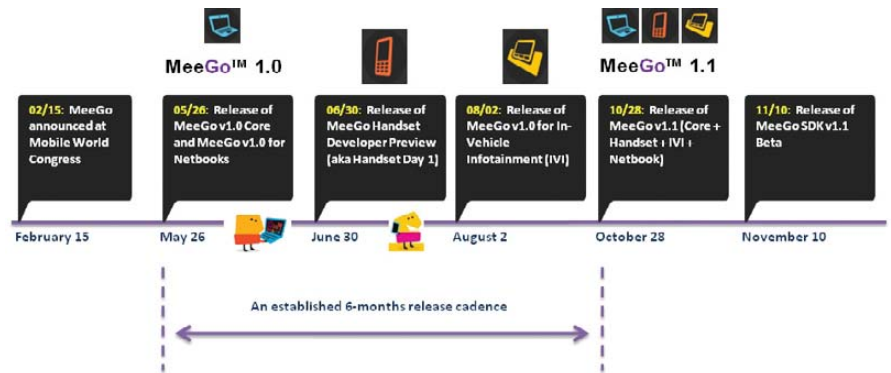 MeeGo™ 1.0
MeeGo™ 1.1
02/15: MeeGo
announced at
Mobile World
Congress
05/26: Release of
MeeGo v1.0 Core
and MeeGo v1.0 for
Netbooks
06/30: Release of
MeeGo Handset
Developer Preview
(aka Handset Day 1)
08/02: Release of
MeeGo v1.0 for In-
Vehicle
Infotainment (IVI)
10/28: Release of
MeeGo v1.1 (Core +
Handset + IVI +
Netbook)
11/10: Release of
MeeGo SDK v1.1
Beta
February 15
May 26
June 30
August 2
October 28
November 10
An established 6-months release cadence